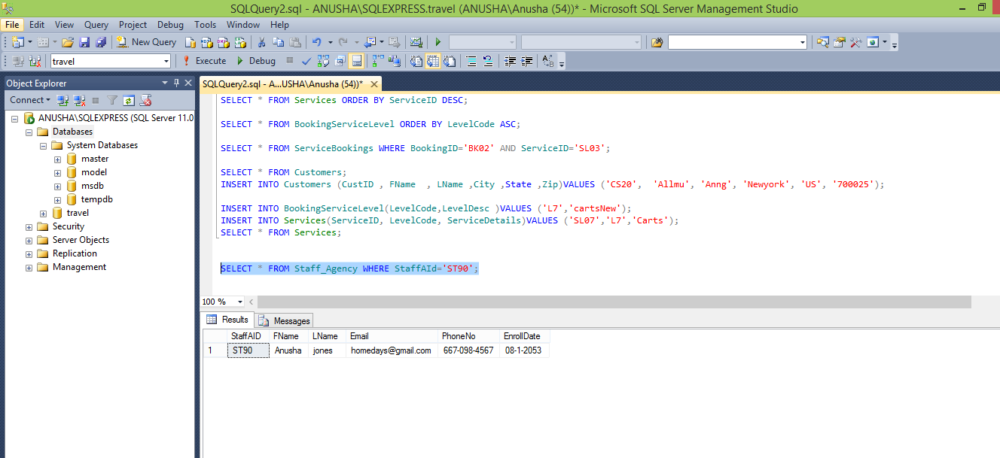 SQLQuery2.sql - ANUSHA\SQLEXPRESS.travel (ANUSHA\Anusha (54))* - Microsoft SQL Server Management Studio
File Edit View Query Project Debug Tools Window Help
New Query
travel Execute Debug
Object Explorer
Connect
ANUSHA\SQLEXPRESS (SQL Server 11.0
Databases
System Databases
master
model
msdb
tempdb
travel
Security
Server Objects
Replication
Management
SQLQuery2.sql - A...USHA\Anusha (54))*
SELECT * FROM Services ORDER BY ServiceID DESC;
SELECT * FROM BookingServiceLevel ORDER BY LevelCode ASC;
SELECT * FROM ServiceBookings WHERE BookingID='BK02' AND ServiceID='SL03';
SELECT * FROM Customers;
INSERT INTO Customers (CustID , FName  , LName ,City ,State ,Zip)VALUES ('CS20',  'Allmu', 'Anng', 'Newyork', 'US', '700025');
INSERT INTO BookingServiceLevel(LevelCode,LevelDesc )VALUES ('L7','cartsNew');
INSERT INTO Services(ServiceID, LevelCode, ServiceDetails)VALUES ('SL07','L7','Carts');
SELECT * FROM Services;
SELECT * FROM Staff_Agency WHERE StaffAId='ST90';
100 %
Results Messages
StaffAID FName LName Email PhoneNo EnrollDate
1 ST90 Anusha jones homedays@gmail.com 667-098-4567 08-1-2053